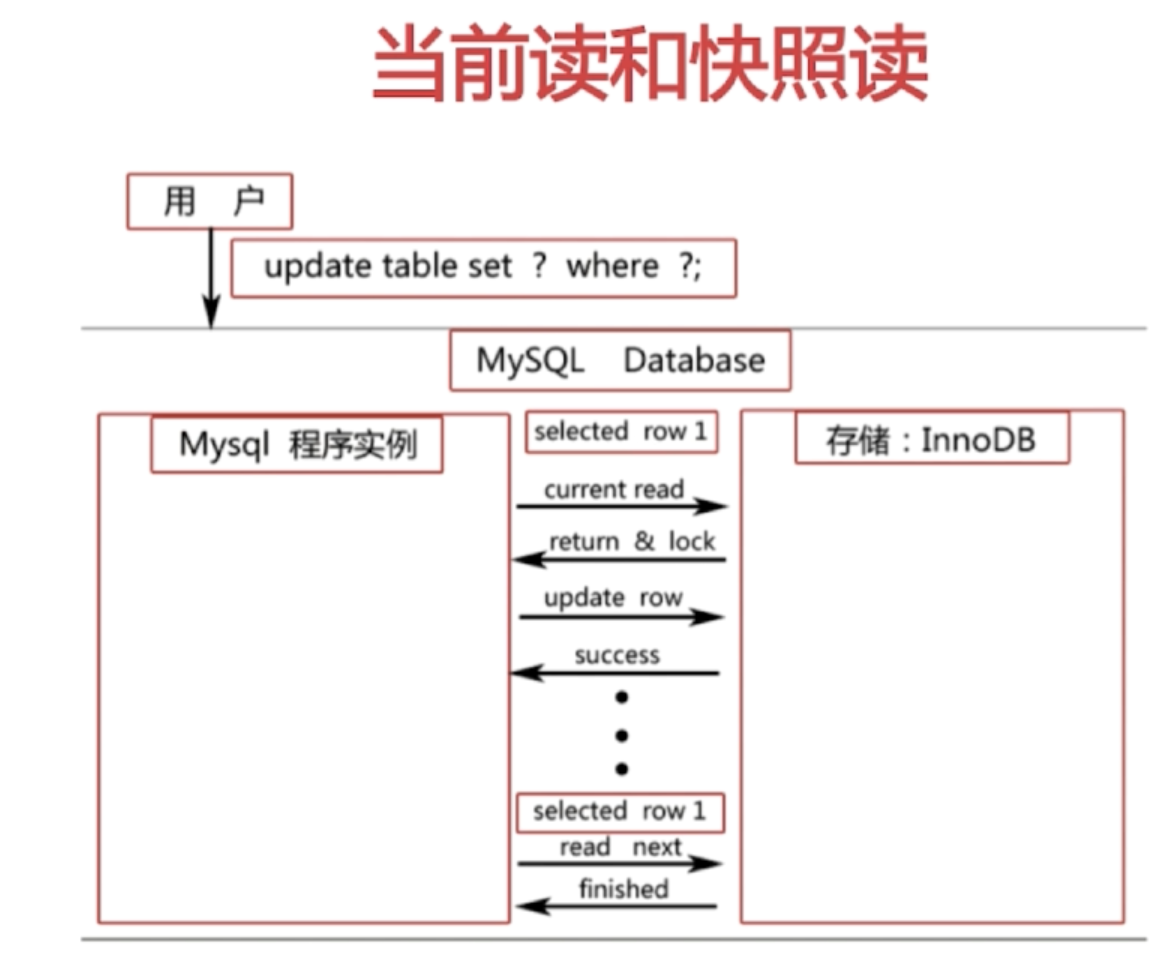 当前读和快照读
用 户
update table set ? where ?;
MySQL Database
Mysql 程序实例
selected row 1
存储：InnoDB
current read
return & lock
update row
success
selected row 1
read next
finished